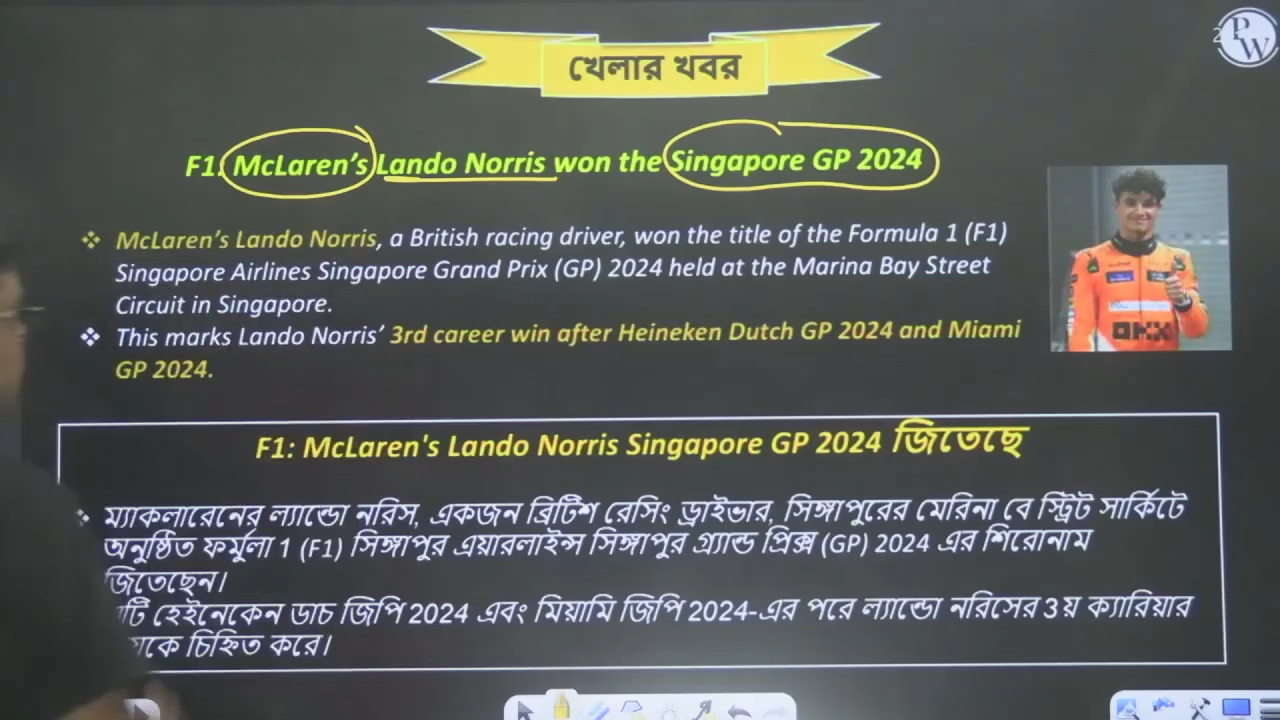 খেলার খবর
PW
F1: McLaren's Lando Norris won the Singapore GP 2024
McLaren's Lando Norris, a British racing driver, won the title of the Formula 1 (F1)
Singapore Airlines Singapore Grand Prix (GP) 2024 held at the Marina Bay Street
Circuit in Singapore.
This marks Lando Norris' 3rd career win after Heineken Dutch GP 2024 and Miami
GP 2024.
OKX
F1: McLaren's Lando Norris Singapore GP 2024 জিতেছে
ম্যাকলারেনের ল্যান্ডো নরিস, একজন ব্রিটিশ রেসিং ড্রাইভার, সিঙ্গাপুরের মেরিনা বে স্ট্রিট সার্কিটে
অনুষ্ঠিত ফর্মুলা 1 (F1) সিঙ্গাপুর এয়ারলাইন্স সিঙ্গাপুর গ্র্যান্ড প্রিক্স (GP) 2024 এর শিরোনাম
জিতেছেন।
হেইনেকেন ডাচ জিপি 2024 এবং মিয়ামি জিপি 2024-এর পরে ল্যান্ডো নরিসের 3য় ক্যারিয়ার
চিহ্নিত করে।